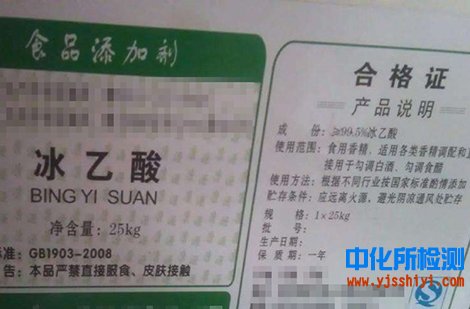 食品添加剂
冰乙酸
BING YI SUAN
净含量：25kg
标准：GB1903-2008
告：本品严禁直接服食、皮肤接触
合格证
产品说明
成 份：≥99.5%冰乙酸
使用范围：食用香精，适用各类香精调配和直
接用于勾调白酒、勾调食醋
使用方法：根据不同行业按国家标准酌情添加
贮存条件：应远离火源，避光阴凉通风处贮存
规 格：1×25kg
批 号：
生产日期：
保 质 期：一年
中化所检测
www.yjsshiyi.com